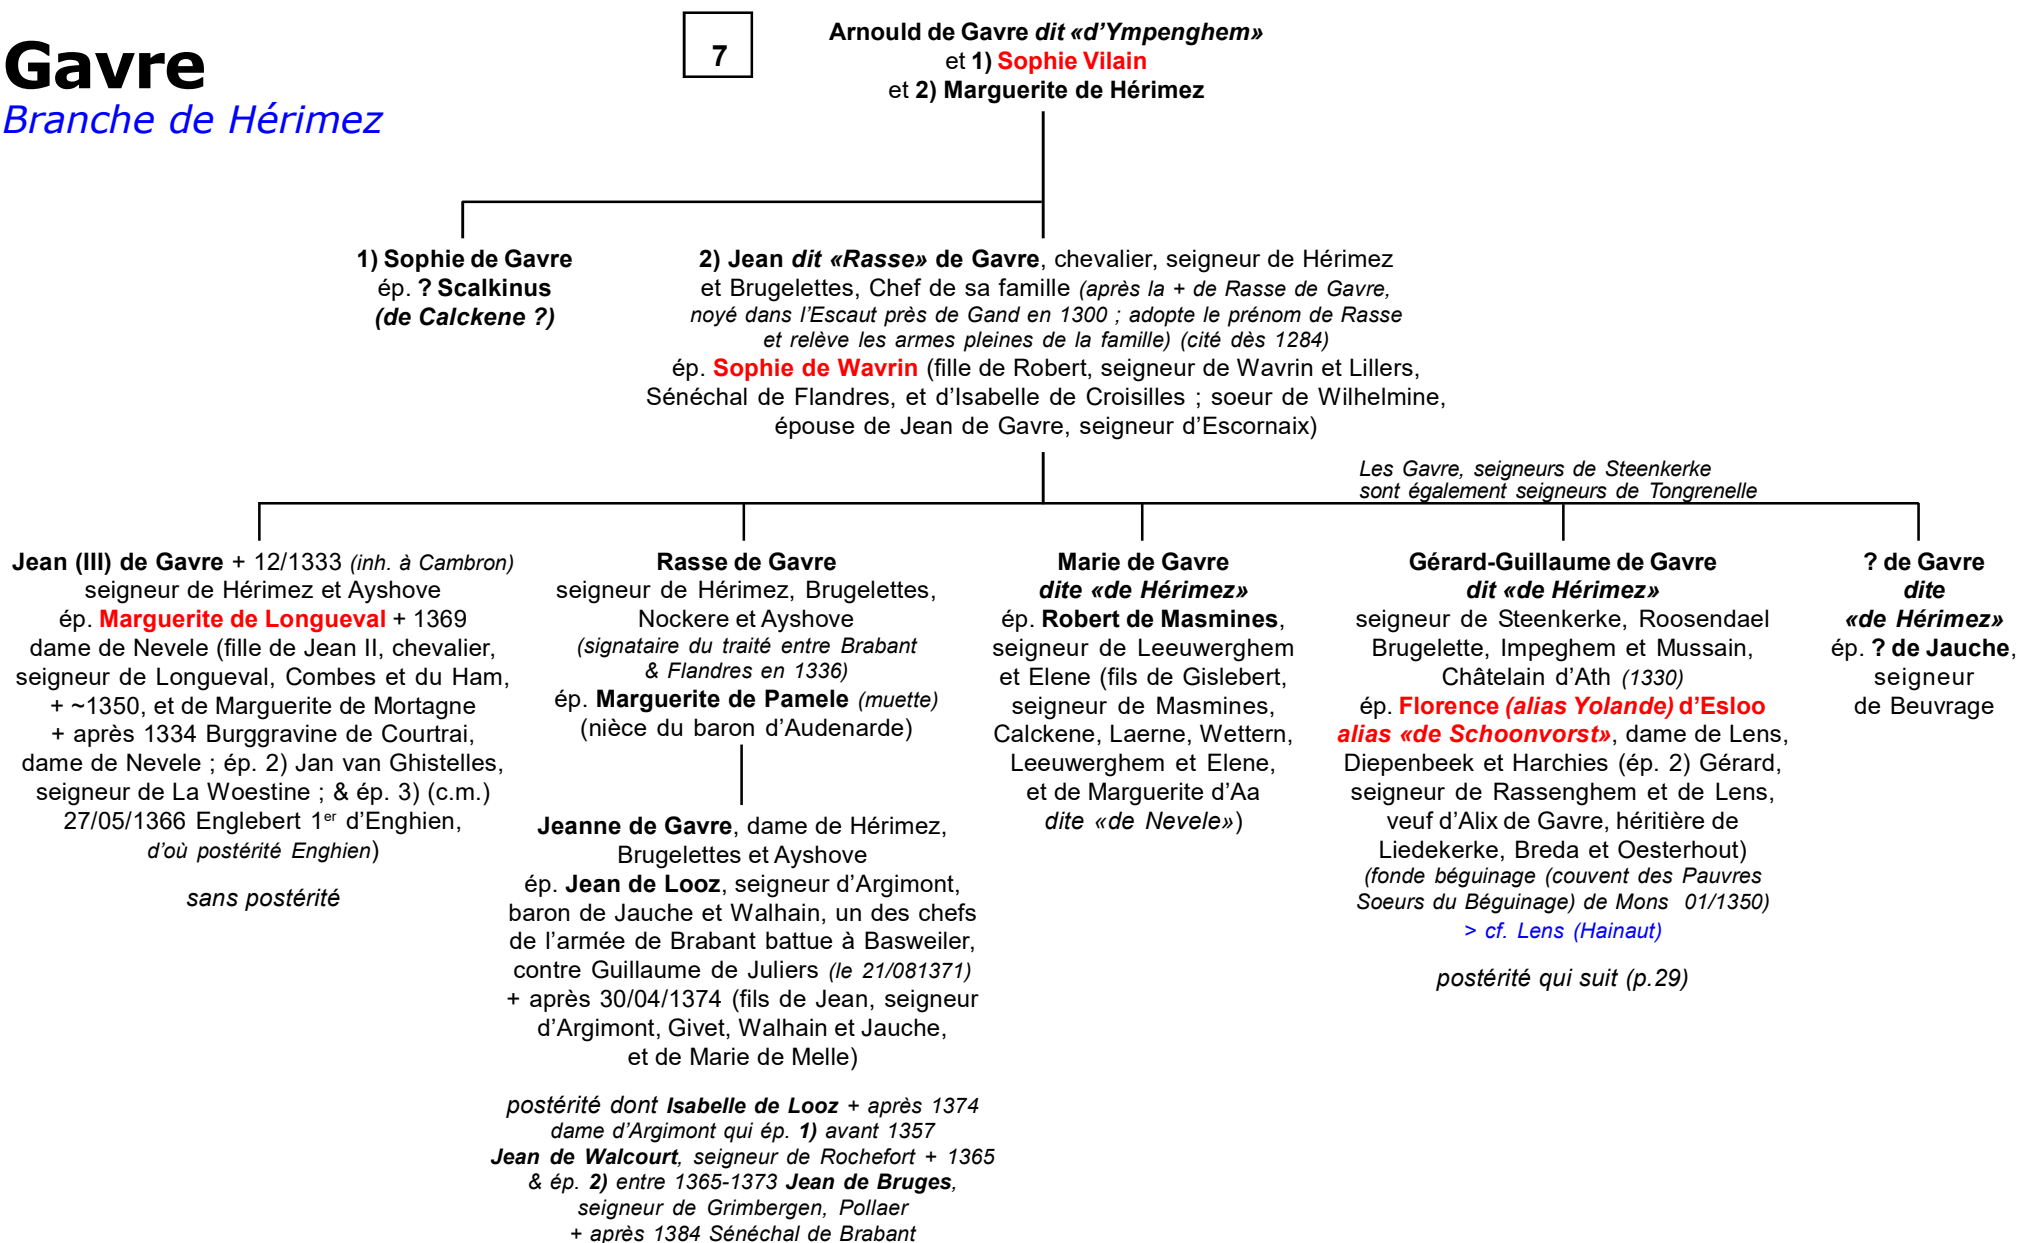 Gavre
Branche de Hérimez
7
Arnould de Gavre dit «d'Ympenghem»
et 1) Sophie Vilain
et 2) Marguerite de Hérimez
1) Sophie de Gavre
ép. ? Scalkinus
(de Calckene ?)
2) Jean dit «Rasse» de Gavre, chevalier, seigneur de Hérimez
et Brugelettes, Chef de sa famille (après la + de Rasse de Gavre,
noyé dans l'Escaut près de Gand en 1300 ; adopte le prénom de Rasse
et relève les armes pleines de la famille) (cité dès 1284)
ép. Sophie de Wavrin (fille de Robert, seigneur de Wavrin et Lillers,
Sénéchal de Flandres, et d'Isabelle de Croisilles ; soeur de Wilhelmine,
épouse de Jean de Gavre, seigneur d'Escornaix)
Les Gavre, seigneurs de Steenkerke
sont également seigneurs de Tongrenelle
Jean (III) de Gavre + 12/1333 (inh. à Cambron)
seigneur de Hérimez et Ayshove
ép. Marguerite de Longueval + 1369
dame de Nevele (fille de Jean II, chevalier,
seigneur de Longueval, Combes et du Ham,
+ ~1350, et de Marguerite de Mortagne
+ après 1334 Burggravine de Courtrai,
dame de Nevele ; ép. 2) Jan van Ghistelles,
seigneur de La Woestine ; & ép. 3) (c.m.)
27/05/1366 Englebert 1er d'Enghien,
d'où postérité Enghien)
sans postérité
Rasse de Gavre
seigneur de Hérimez, Brugelettes,
Nockere et Ayshove
(signataire du traité entre Brabant
& Flandres en 1336)
ép. Marguerite de Pamele (muette)
(nièce du baron d'Audenarde)
Jeanne de Gavre, dame de Hérimez,
Brugelettes et Ayshove
ép. Jean de Looz, seigneur d'Argimont,
baron de Jauche et Walhain, un des chefs
de l'armée de Brabant battue à Basweiler,
contre Guillaume de Juliers (le 21/081371)
+ après 30/04/1374 (fils de Jean, seigneur
d'Argimont, Givet, Walhain et Jauche,
et de Marie de Melle)
postérité dont Isabelle de Looz + après 1374
dame d'Argimont qui ép. 1) avant 1357
Jean de Walcourt, seigneur de Rochefort + 1365
& ép. 2) entre 1365-1373 Jean de Bruges,
seigneur de Grimbergen, Pollaer
+ après 1384 Sénéchal de Brabant
Marie de Gavre
dite «de Hérimez»
ép. Robert de Masmines,
seigneur de Leeuwerghem
et Elene (fils de Gislebert,
seigneur de Masmines,
Calckene, Laerne, Wettern,
Leeuwerghem et Elene,
et de Marguerite d'Aa
dite «de Nevele»)
Gérard-Guillaume de Gavre
dit «de Hérimez»
seigneur de Steenkerke, Roosendael
Brugelette, Impeghem et Mussain,
Châtelain d'Ath (1330)
ép. Florence (alias Yolande) d'Esloo
alias «de Schoonvorst», dame de Lens,
Diepenbeek et Harchies (ép. 2) Gérard,
seigneur de Rassenghem et de Lens,
veuf d'Alix de Gavre, héritière de
Liedekerke, Breda et Oesterhout)
(fonde béguinage (couvent des Pauvres
Soeurs du Béguinage) de Mons 01/1350)
> cf. Lens (Hainaut)
postérité qui suit (p.29)
? de Gavre
dite
«de Hérimez»
ép. ? de Jauche,
seigneur
de Beuvrage